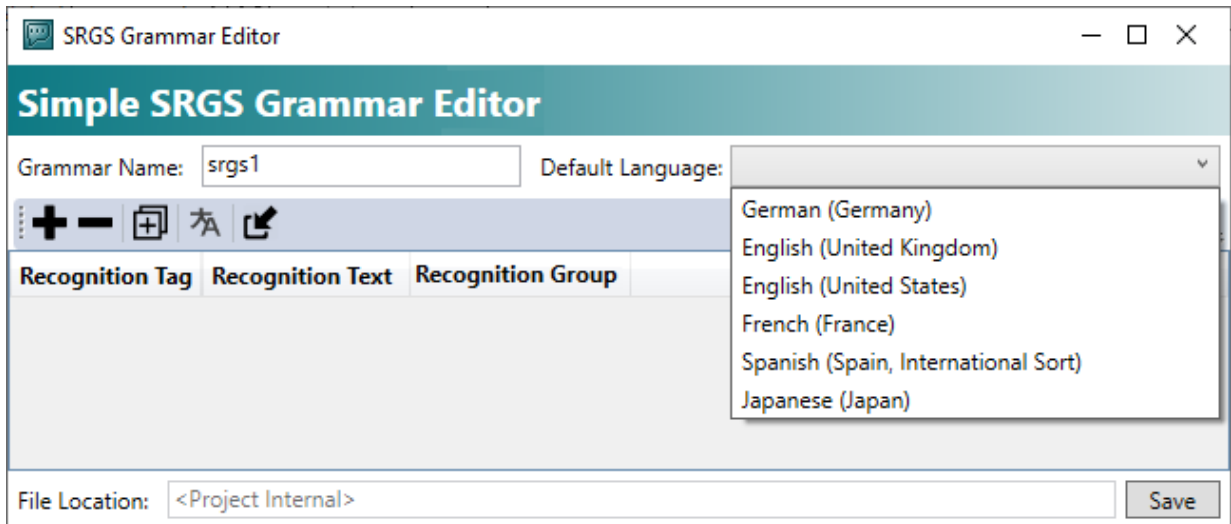 SRGS Grammar Editor
Simple SRGS Grammar Editor
Grammar Name: srgs1 Default Language:
German (Germany)
English (United Kingdom)
English (United States)
French (France)
Spanish (Spain, International Sort)
Japanese (Japan)
Recognition Tag Recognition Text Recognition Group
File Location: <Project Internal> Save